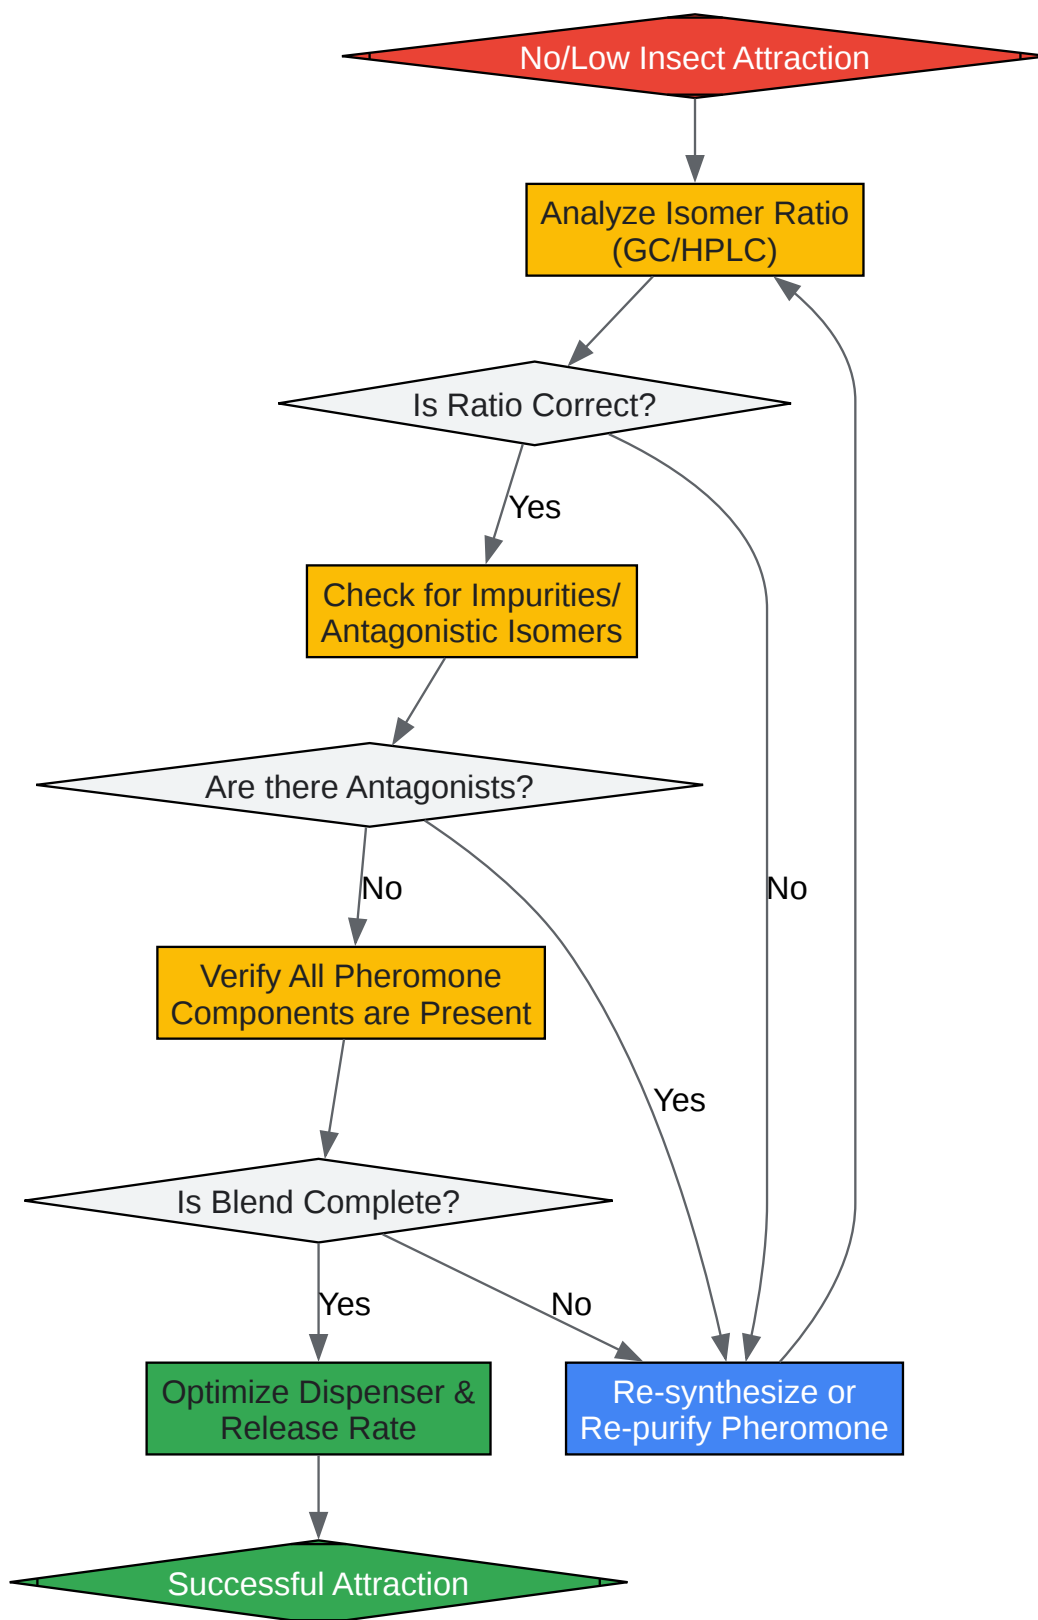 No/Low Insect Attraction
Analyze Isomer Ratio
(GC/HPLC)
Is Ratio Correct?
Yes
Check for Impurities/
Antagonistic Isomers
Are there Antagonists?
No
No
Verify All Pheromone
Components are Present
Yes
Is Blend Complete?
Yes
No
Optimize Dispenser &
Release Rate
Re-synthesize or
Re-purify Pheromone
Successful Attraction